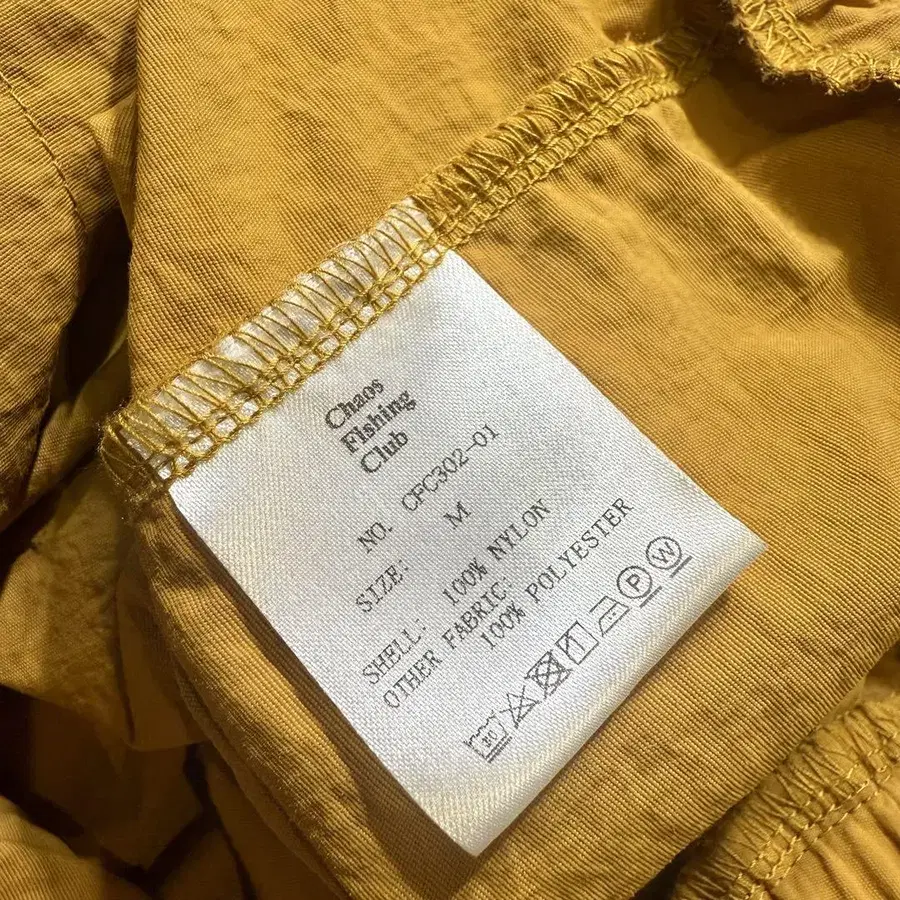 Chaos
Fishing
Club
NO. CFC302-01
SIZE: M
SHELL: 100% NYLON
OTHER FABRIC:
100% POLYESTER
P W